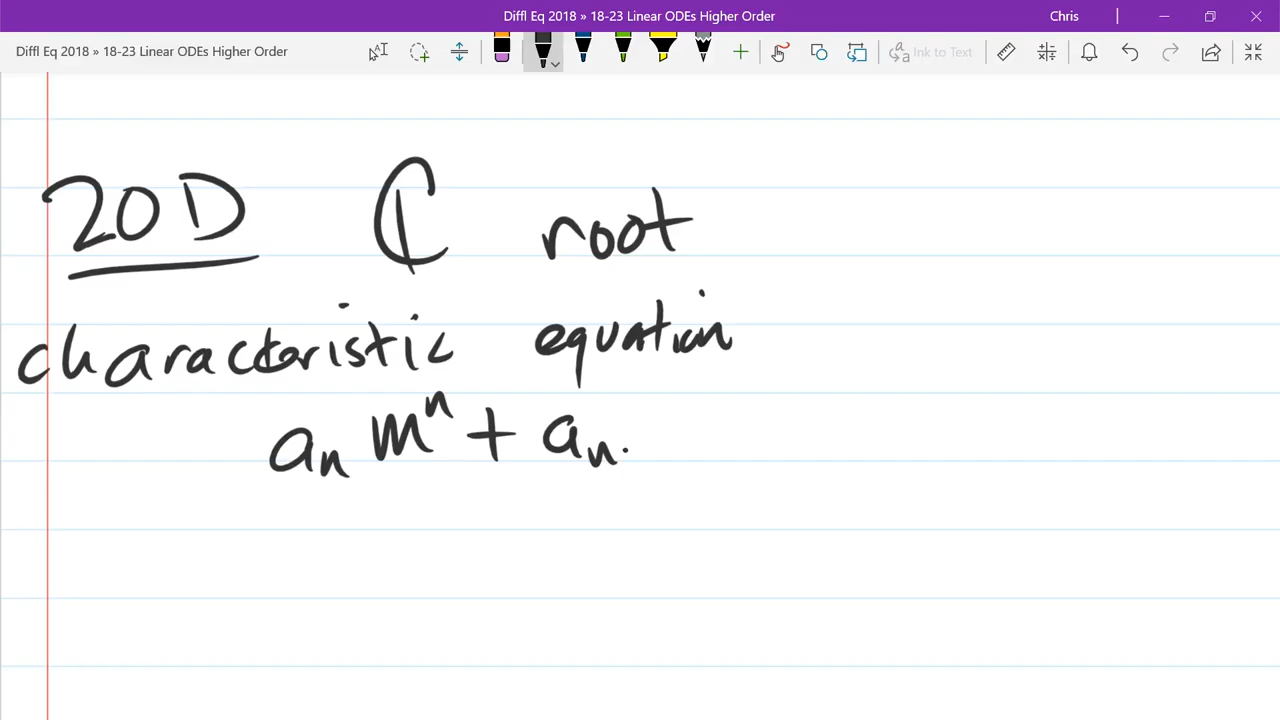 Diffl Eq 2018 » 18-23 Linear ODEs Higher Order
Chris
Diffl Eq 2018 » 18-23 Linear ODEs Higher Order
Ink to Text
20D ℂ root
characteristic equation
aₙ mⁿ + aₙ.